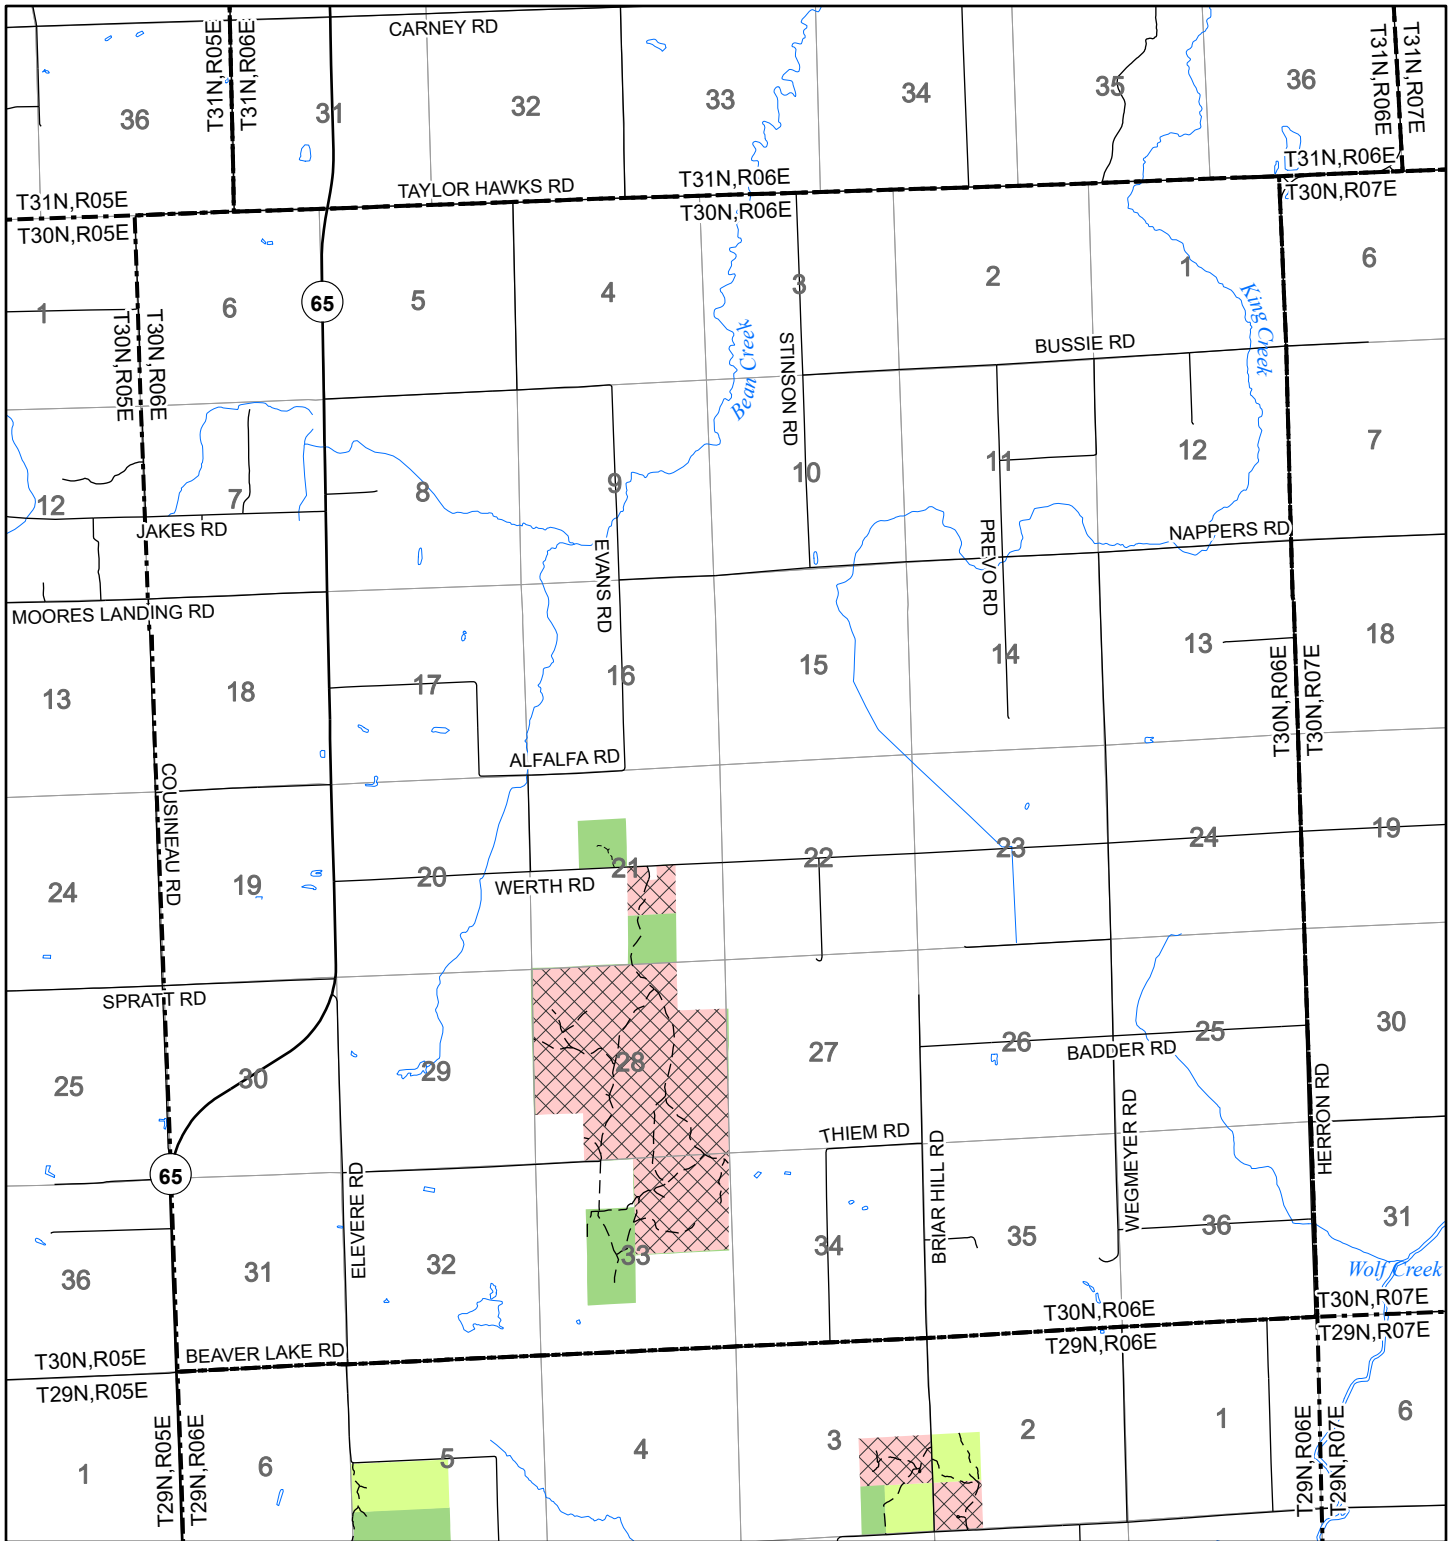 CARNEY RD
T31N,R05E
T31N,R06E
T31N,R06E
T31N,R07E
36
31
32
33
34
35
36
T31N,R05E
T30N,R05E
TAYLOR HAWKS RD
T31N,R06E
T30N,R06E
T31N,R06E
T30N,R07E
1
6
65
5
4
3
2
1
6
T30N,R05E
T30N,R06E
King Creek
Bean Creek
STINSON RD
BUSSIE RD
12
7
8
9
10
11
12
7
JAKES RD
NAPPERS RD
EVANS RD
PREVO RD
MOORES LANDING RD
13
18
17
16
15
14
13
18
T30N,R06E
T30N,R07E
ALFALFA RD
COUSINEAU RD
24
19
20
21
22
23
24
19
WERTH RD
SPRATT RD
25
30
29
28
27
26
25
30
BADDER RD
65
THIEM RD
BRIAR HILL RD
WEGMEYER RD
HERRON RD
ELEVERE RD
36
31
32
33
34
35
36
31
Wolf Creek
T30N,R05E
T29N,R05E
BEAVER LAKE RD
T30N,R06E
T29N,R06E
T30N,R07E
T29N,R07E
1
6
5
4
3
2
1
6
T29N,R05E
T29N,R06E
T29N,R06E
T29N,R07E